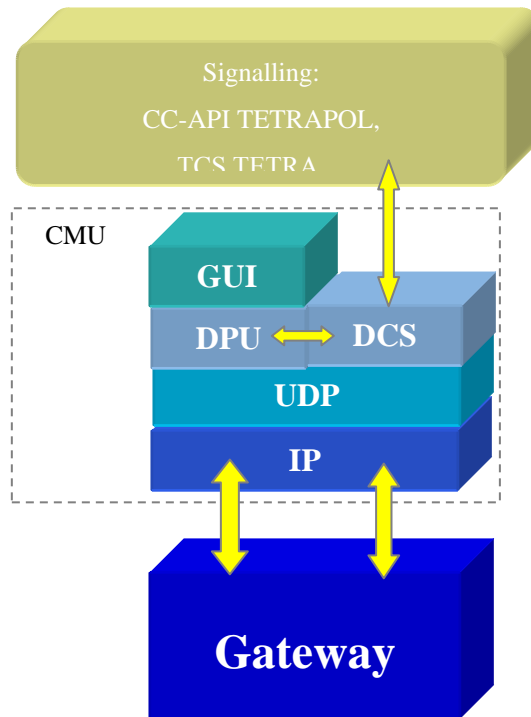 Signalling:
CC-API TETRAPOL,
TCS TETRA
CMU
GUI
DPU
DCS
UDP
IP
Gateway